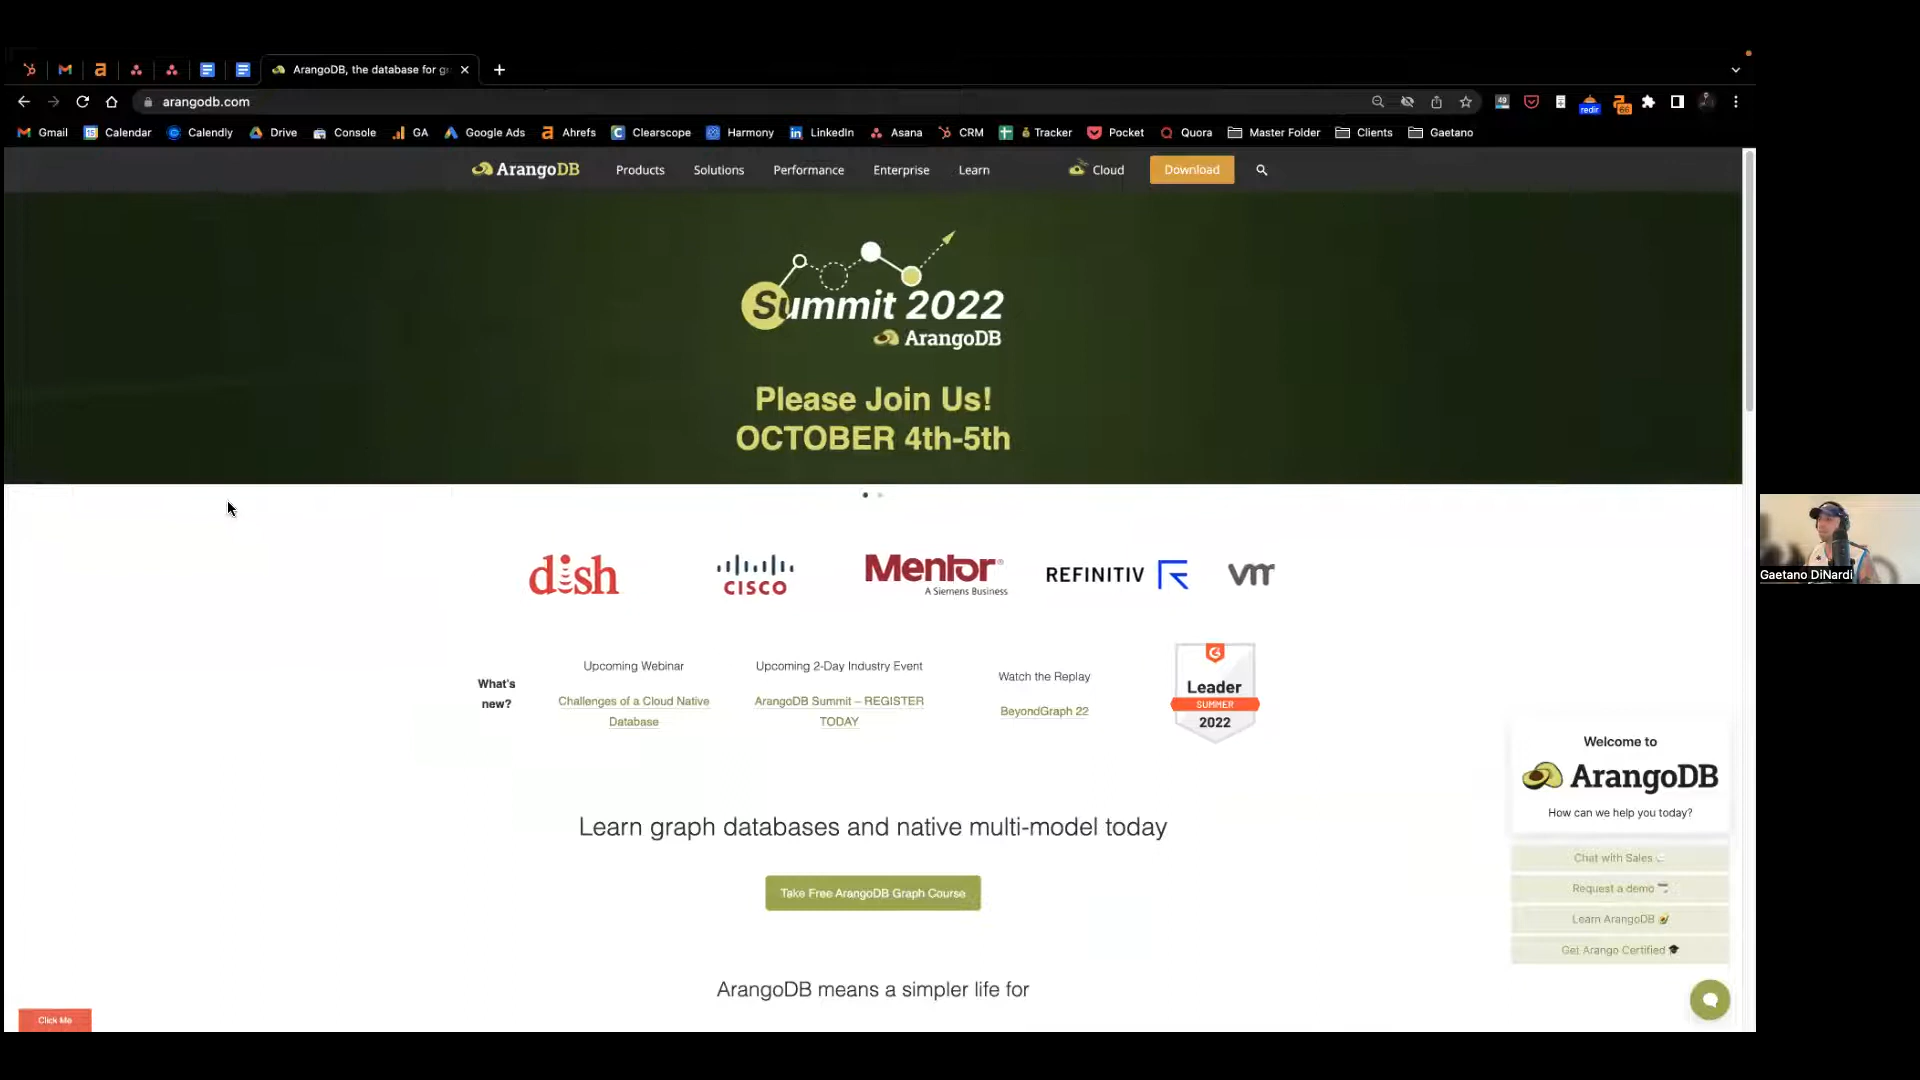 ArangoDB, the database for g
arangodb.com
49
redir
66
Gmail
15
Calendar
Calendly
Drive
Console
GA
Google Ads
Ahrefs
Clearscope
Harmony
LinkedIn
Asana
CRM
Tracker
Pocket
Quora
Master Folder
Clients
Gaetano
ArangoDB
Products
Solutions
Performance
Enterprise
Learn
Cloud
Download
Summit 2022
ArangoDB
Please Join Us!
OCTOBER 4th-5th
dish
CISCO
Mentor®
A Siemens Business
REFINITIV
vmr
Gaetano DiNardi
What's
new?
Upcoming Webinar
Challenges of a Cloud Native
Database
Upcoming 2-Day Industry Event
ArangoDB Summit – REGISTER
TODAY
Watch the Replay
BeyondGraph 22
Leader
SUMMER
2022
Learn graph databases and native multi-model today
Take Free ArangoDB Graph Course
ArangoDB means a simpler life for
Welcome to
ArangoDB
How can we help you today?
Chat with Sales
Request a demo
Learn ArangoDB
Get Arango Certified
Click Me